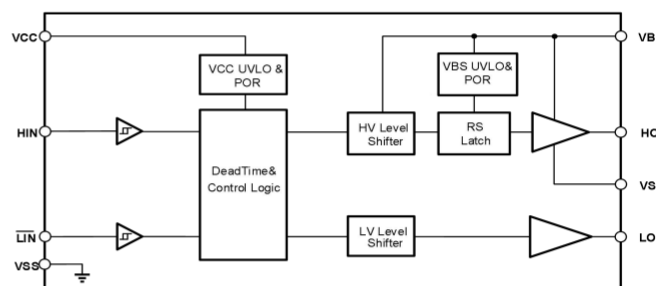 VCC
VB
VCC UVLO &
POR
VBS UVLO&
POR
HIN
HV Level
Shifter
RS
Latch
HO
DeadTime&
Control Logic
VS
LIN
LV Level
Shifter
LO
VSS